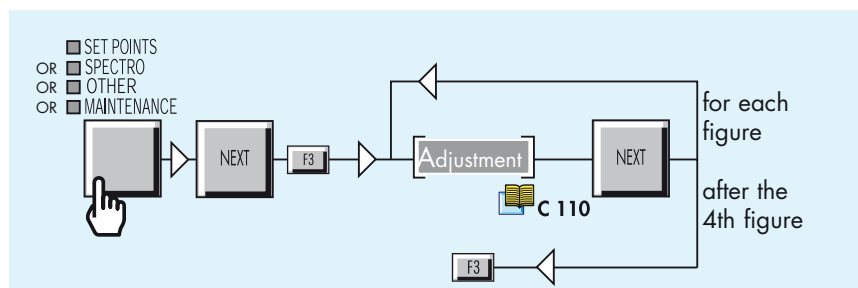 SET POINTS
OR SPECTRO
OR OTHER
OR MAINTENANCE
NEXT
F3
Adjustment
NEXT
for each
figure
C 110
after the
4th figure
F3